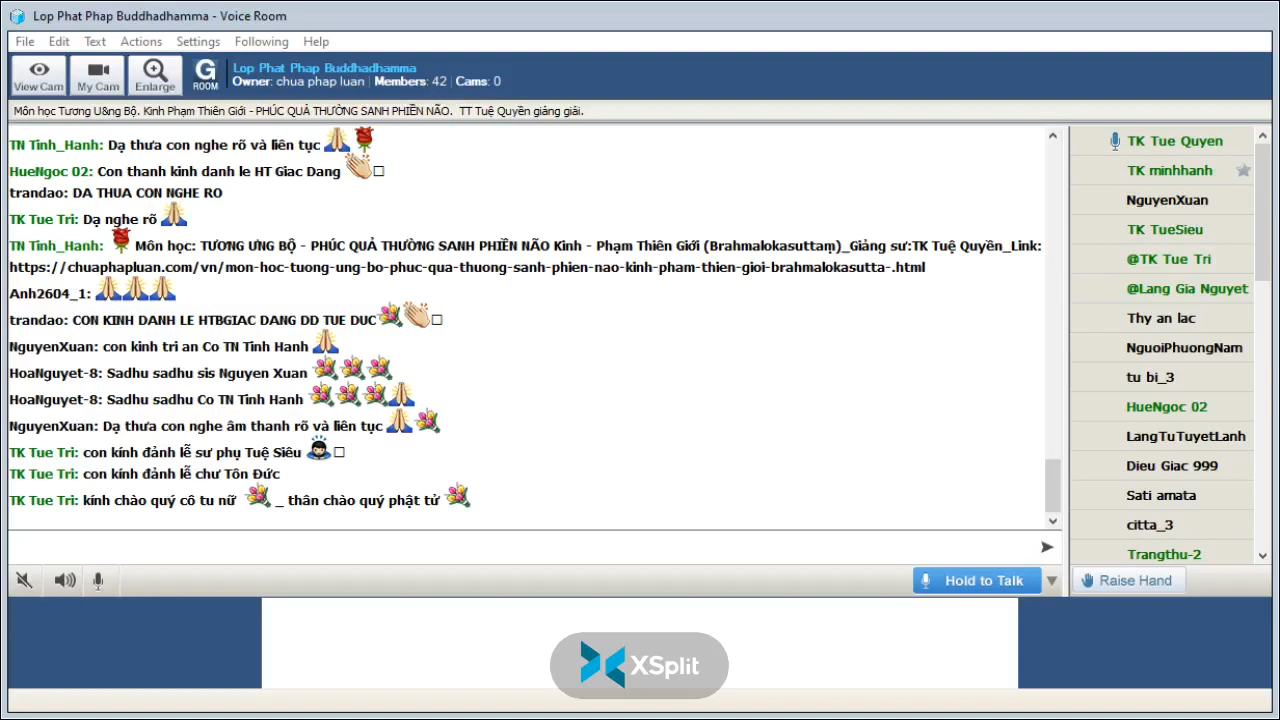 Lop Phat Phap Buddhadhamma - Voice Room
File Edit Text Actions Settings Following Help
View Cam My Cam Enlarge G ROOM
Lop Phat Phap Buddhadhamma
Owner: chua phap luan | Members: 42 | Cams: 0
Môn học Tương U&ng Bộ. Kinh Phạm Thiên Giới - PHÚC QUẢ THƯỜNG SANH PHIỀN NÃO. TT Tuệ Quyền giảng giải.
TN Tinh_Hanh: Dạ thưa con nghe rõ và liên tục
HueNgoc 02: Con thanh kinh danh le HT Giac Dang
trandao: DA THUA CON NGHE RO
TK Tue Tri: Dạ nghe rõ
TN Tinh_Hanh: Môn học: TƯƠNG ƯNG BỘ - PHÚC QUẢ THƯỜNG SANH PHIỀN NÃO Kinh - Phạm Thiên Giới (Brahmalokasuttaṃ)_Giảng sư:TK Tuệ Quyền_Link:
https://chuaphapluan.com/vn/mon-hoc-tuong-ung-bo-phuc-qua-thuong-sanh-phien-nao-kinh-pham-thien-gioi-brahmalokasutta-.html
Anh2604_1:
trandao: CON KINH DANH LE HTBGIAC DANG DD TUE DUC
NguyenXuan: con kinh tri an Co TN Tinh Hanh
HoaNguyet-8: Sadhu sadhu sis Nguyen Xuan
HoaNguyet-8: Sadhu sadhu Co TN Tinh Hanh
NguyenXuan: Dạ thưa con nghe âm thanh rõ và liên tục
TK Tue Tri: con kính đảnh lễ sư phụ Tuệ Siêu
TK Tue Tri: con kính đảnh lễ chư Tôn Đức
TK Tue Tri: kính chào quý cô tu nữ _ thân chào quý phật tử
TK Tue Quyen
TK minhhanh
NguyenXuan
TK TueSieu
@TK Tue Tri
@Lang Gia Nguyet
Thy an lac
NguoiPhuongNam
tu bi_3
HueNgoc 02
LangTuTuyetLanh
Dieu Giac 999
Sati amata
citta_3
Trangthu-2
Hold to Talk
Raise Hand
XSplit